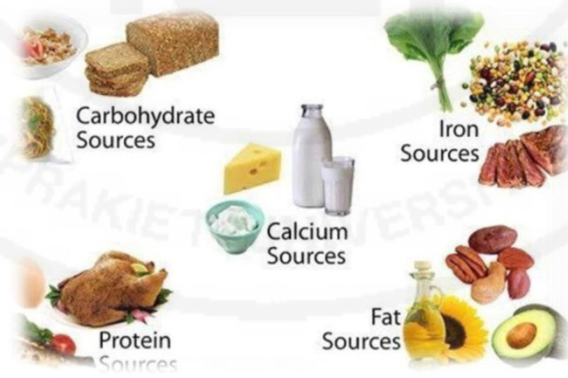 Carbohydrate
Sources
Iron
Sources
Calcium
Sources
Protein
Sources
Fat
Sources